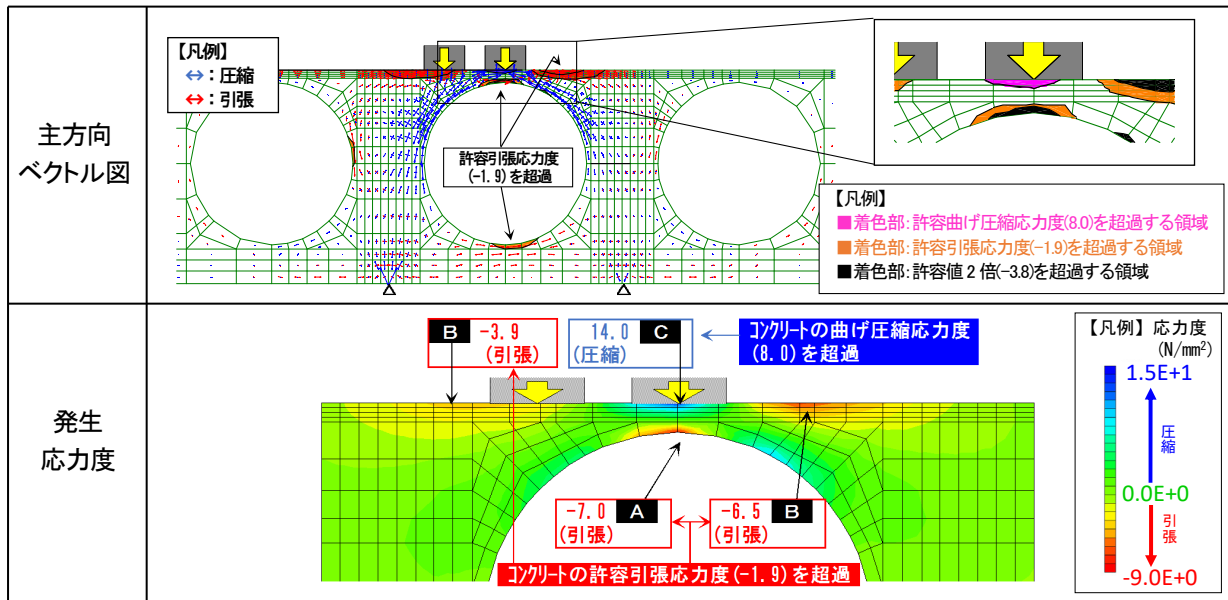 主方向
ベクトル図
【凡例】
↔：圧縮
↔：引張
許容引張応力度
(-1.9)を超過
【凡例】
■着色部：許容曲げ圧縮応力度(8.0)を超過する領域
■着色部：許容引張応力度(-1.9)を超過する領域
■着色部：許容値２倍(-3.8)を超過する領域
発生
応力度
B -3.9
(引張)
14.0 C
(圧縮)
コンクリートの曲げ圧縮応力度
(8.0)を超過
-7.0 A
(引張)
-6.5 B
(引張)
コンクリートの許容引張応力度(-1.9)を超過
【凡例】応力度
(N/mm²)
1.5E+1
圧縮
0.0E+0
引張
-9.0E+0